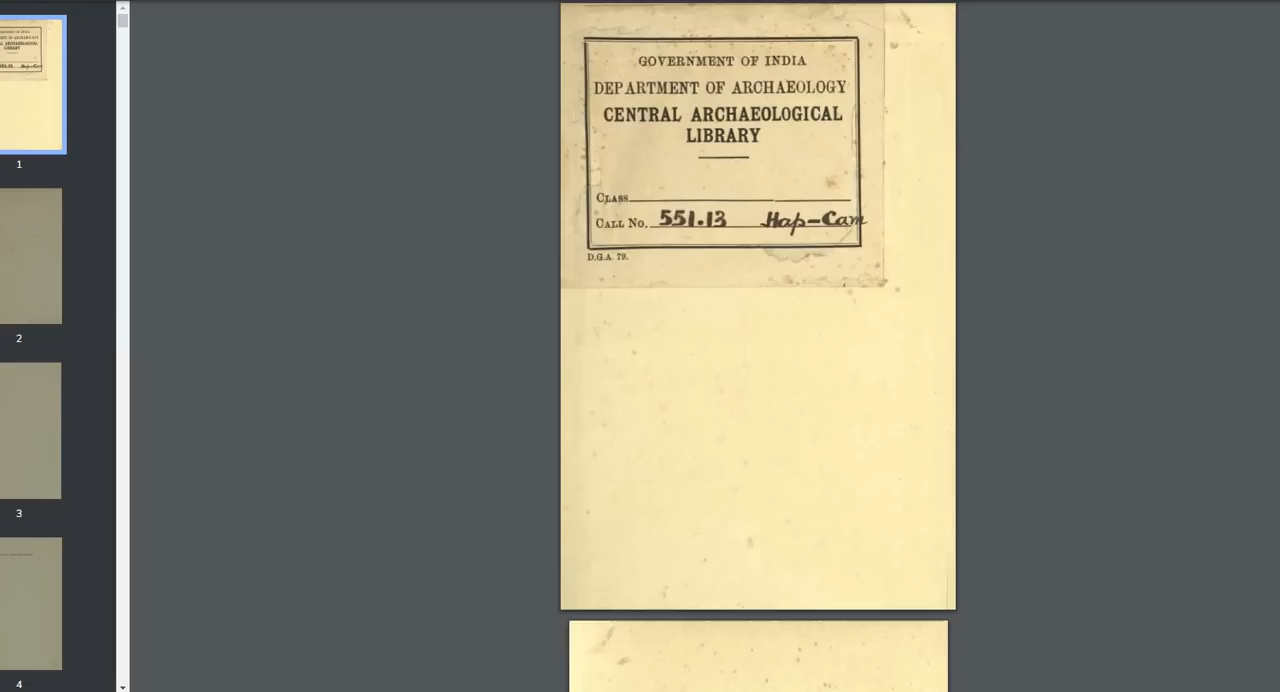 GOVERNMENT OF INDIA
DEPARTMENT OF ARCHAEOLOGY
CENTRAL ARCHAEOLOGICAL
LIBRARY
CLASS
CALL No. 551.13 Hap-Cam
D.G.A. 79.
1
2
3
4